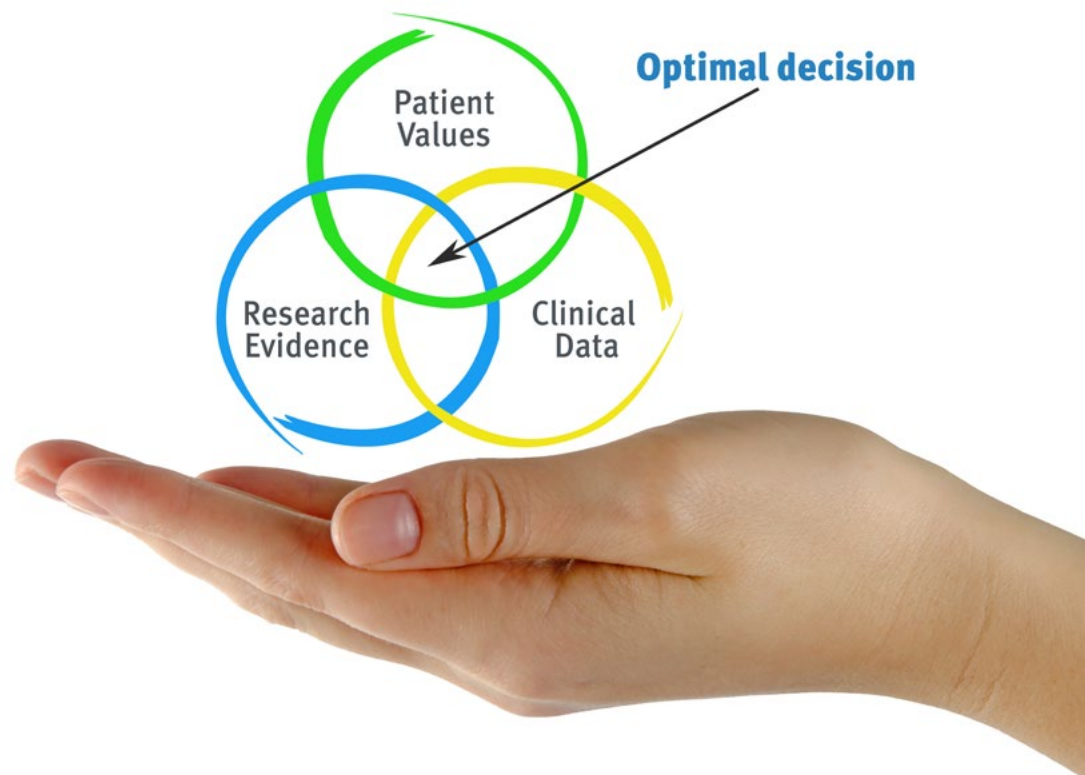 Optimal decision
Patient
Values
Research
Evidence
Clinical
Data